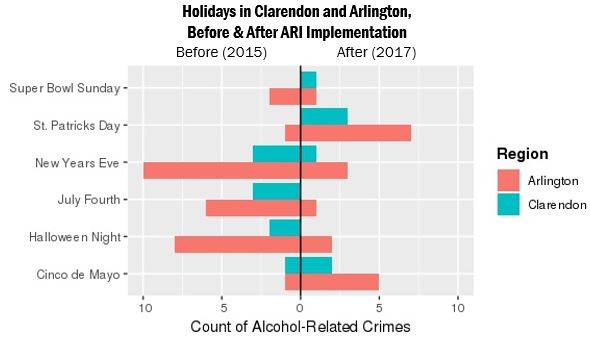 Holidays in Clarendon and Arlington,
Before & After ARI Implementation
Before (2015) After (2017)
Super Bowl Sunday
St. Patricks Day
New Years Eve
July Fourth
Halloween Night
Cinco de Mayo
10 5 0 5 10
Count of Alcohol-Related Crimes
Region
Arlington
Clarendon